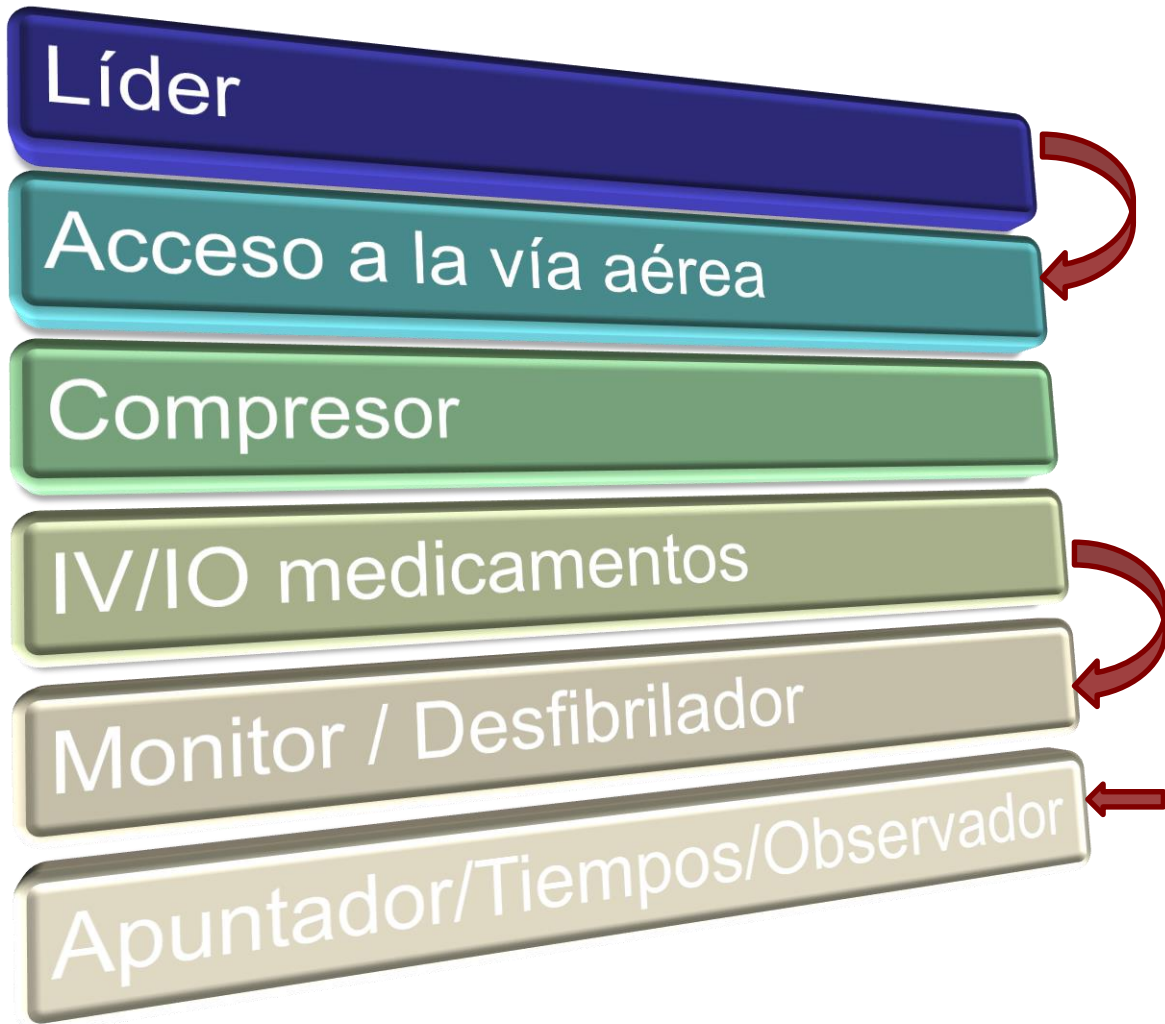 Líder
Acceso a la vía aérea
Compresor
IV/IO medicamentos
Monitor / Desfibrilador
Apuntador/Tiempos/Observador